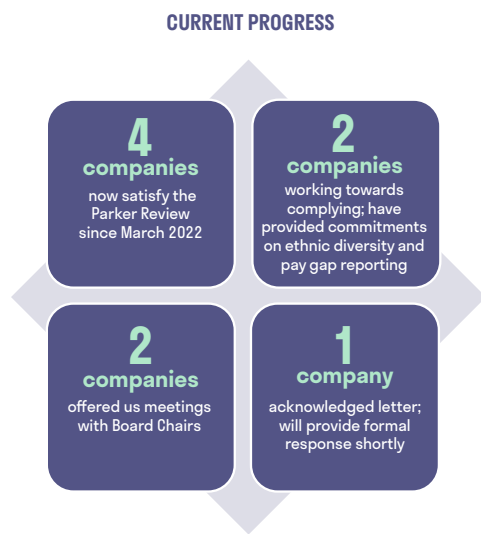 CURRENT PROGRESS
4
companies
now satisfy the
Parker Review
since March 2022
2
companies
working towards
complying; have
provided commitments
on ethnic diversity and
pay gap reporting
2
companies
offered us meetings
with Board Chairs
1
company
acknowledged letter;
will provide formal
response shortly